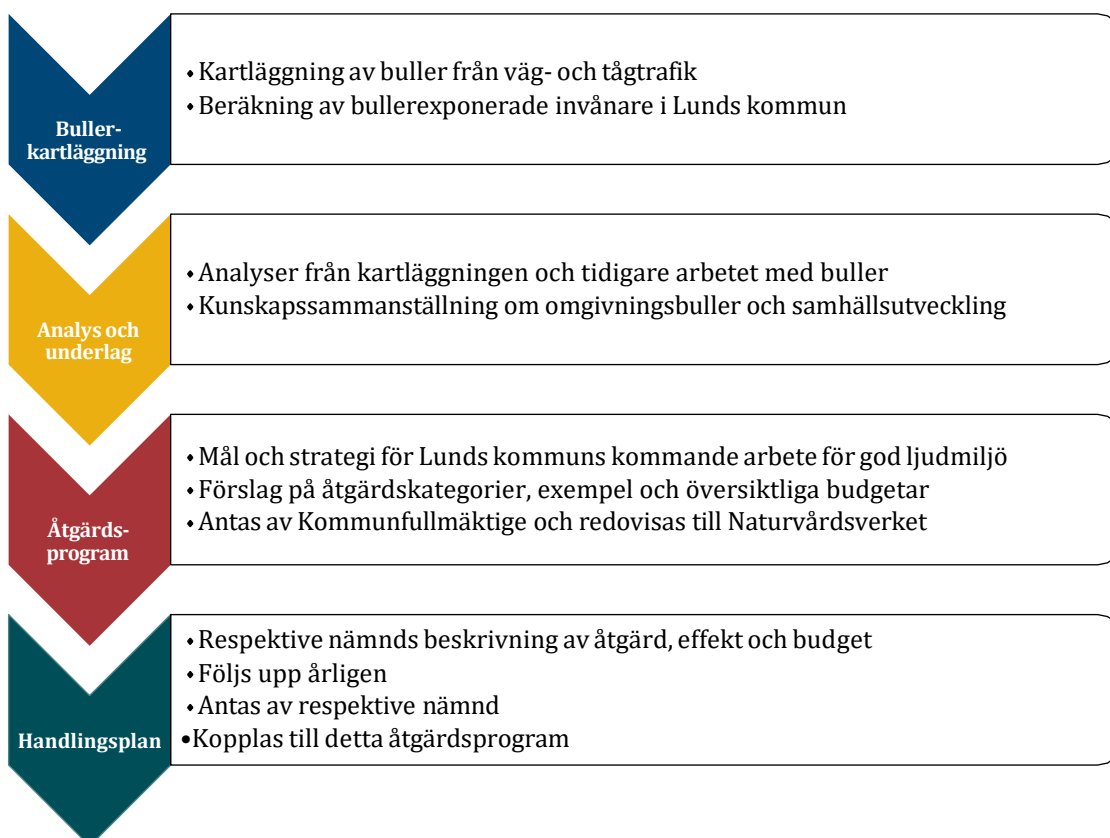 Buller-
kartläggning
• Kartläggning av buller från väg- och tågtrafik
• Beräkning av bullerexponerade invånare i Lunds kommun
Analys och
underlag
• Analyser från kartläggningen och tidigare arbetet med buller
• Kunskapssammanställning om omgivningsbuller och samhällsutveckling
Åtgärds-
program
• Mål och strategi för Lunds kommuns kommande arbete för god ljudmiljö
• Förslag på åtgärdskategorier, exempel och översiktliga budgetar
• Antas av Kommunfullmäktige och redovisas till Naturvårdsverket
Handlingsplan
• Respektive nämnds beskrivning av åtgärd, effekt och budget
• Följs upp årligen
• Antas av respektive nämnd
• Kopplas till detta åtgärdsprogram